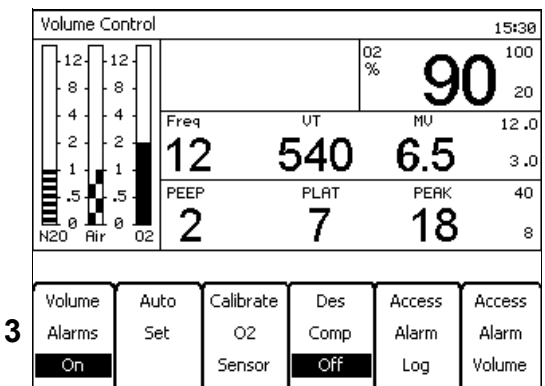 Volume Control 15:30
12 12
8 8
4 4
2 2
1 1
.5 .5
0 0
N2O Air O2
O2 % 90 100 20
Freq VT MV 12.0
12 540 6.5 3.0
PEEP PLAT PEAK 40
2 7 18 8
3
Volume Alarms On
Auto Set
Calibrate O2 Sensor
Des Comp Off
Access Alarm Log
Access Alarm Volume